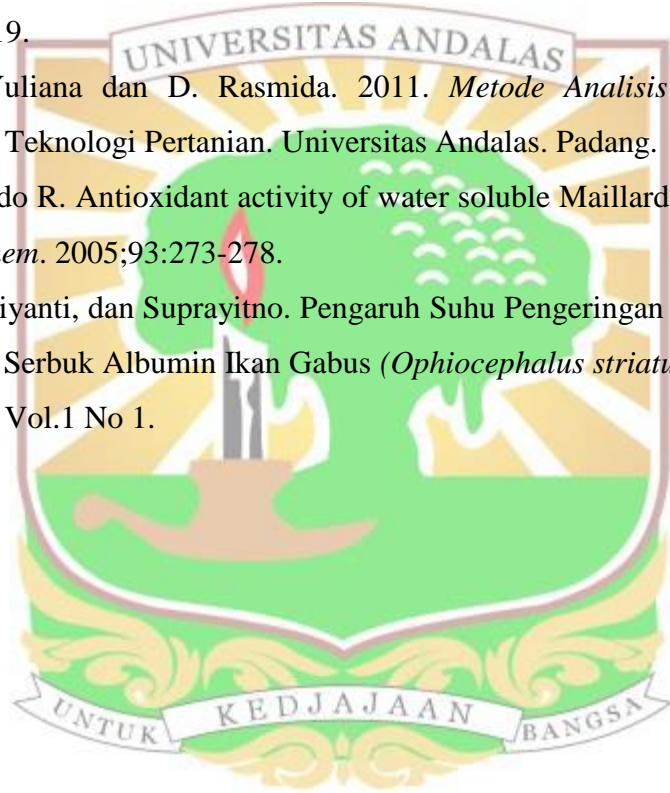 19.
UNIVERSITAS ANDALAS
Yuliana dan D. Rasmida. 2011. Metode Analisis
Teknologi Pertanian. Universitas Andalas. Padang.
do R. Antioxidant activity of water soluble Maillard
em. 2005;93:273-278.
iyanti, dan Suprayitno. Pengaruh Suhu Pengeringan
Serbuk Albumin Ikan Gabus (Ophiocephalus striatu
Vol.1 No 1.
UNTUK KEDJAJAAN BANGSA